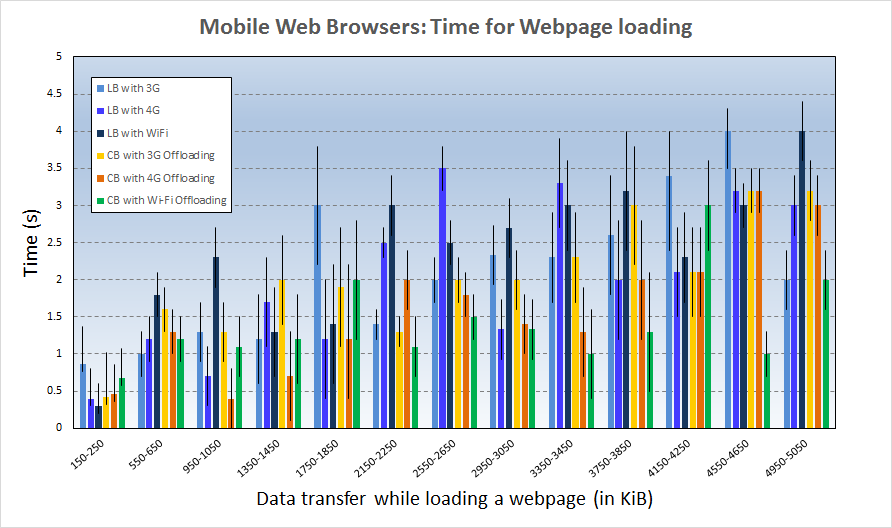 Mobile Web Browsers: Time for Webpage loading
5
4.5
4
3.5
3
2.5
2
1.5
1
0.5
0
Time (s)
LB with 3G
LB with 4G
LB with WiFi
CB with 3G Offloading
CB with 4G Offloading
CB with Wi-Fi Offloading
150-250
550-650
950-1050
1350-1450
1750-1850
2150-2250
2550-2650
2950-3050
3350-3450
3750-3850
4150-4250
4550-4650
4950-5050
Data transfer while loading a webpage (in KiB)